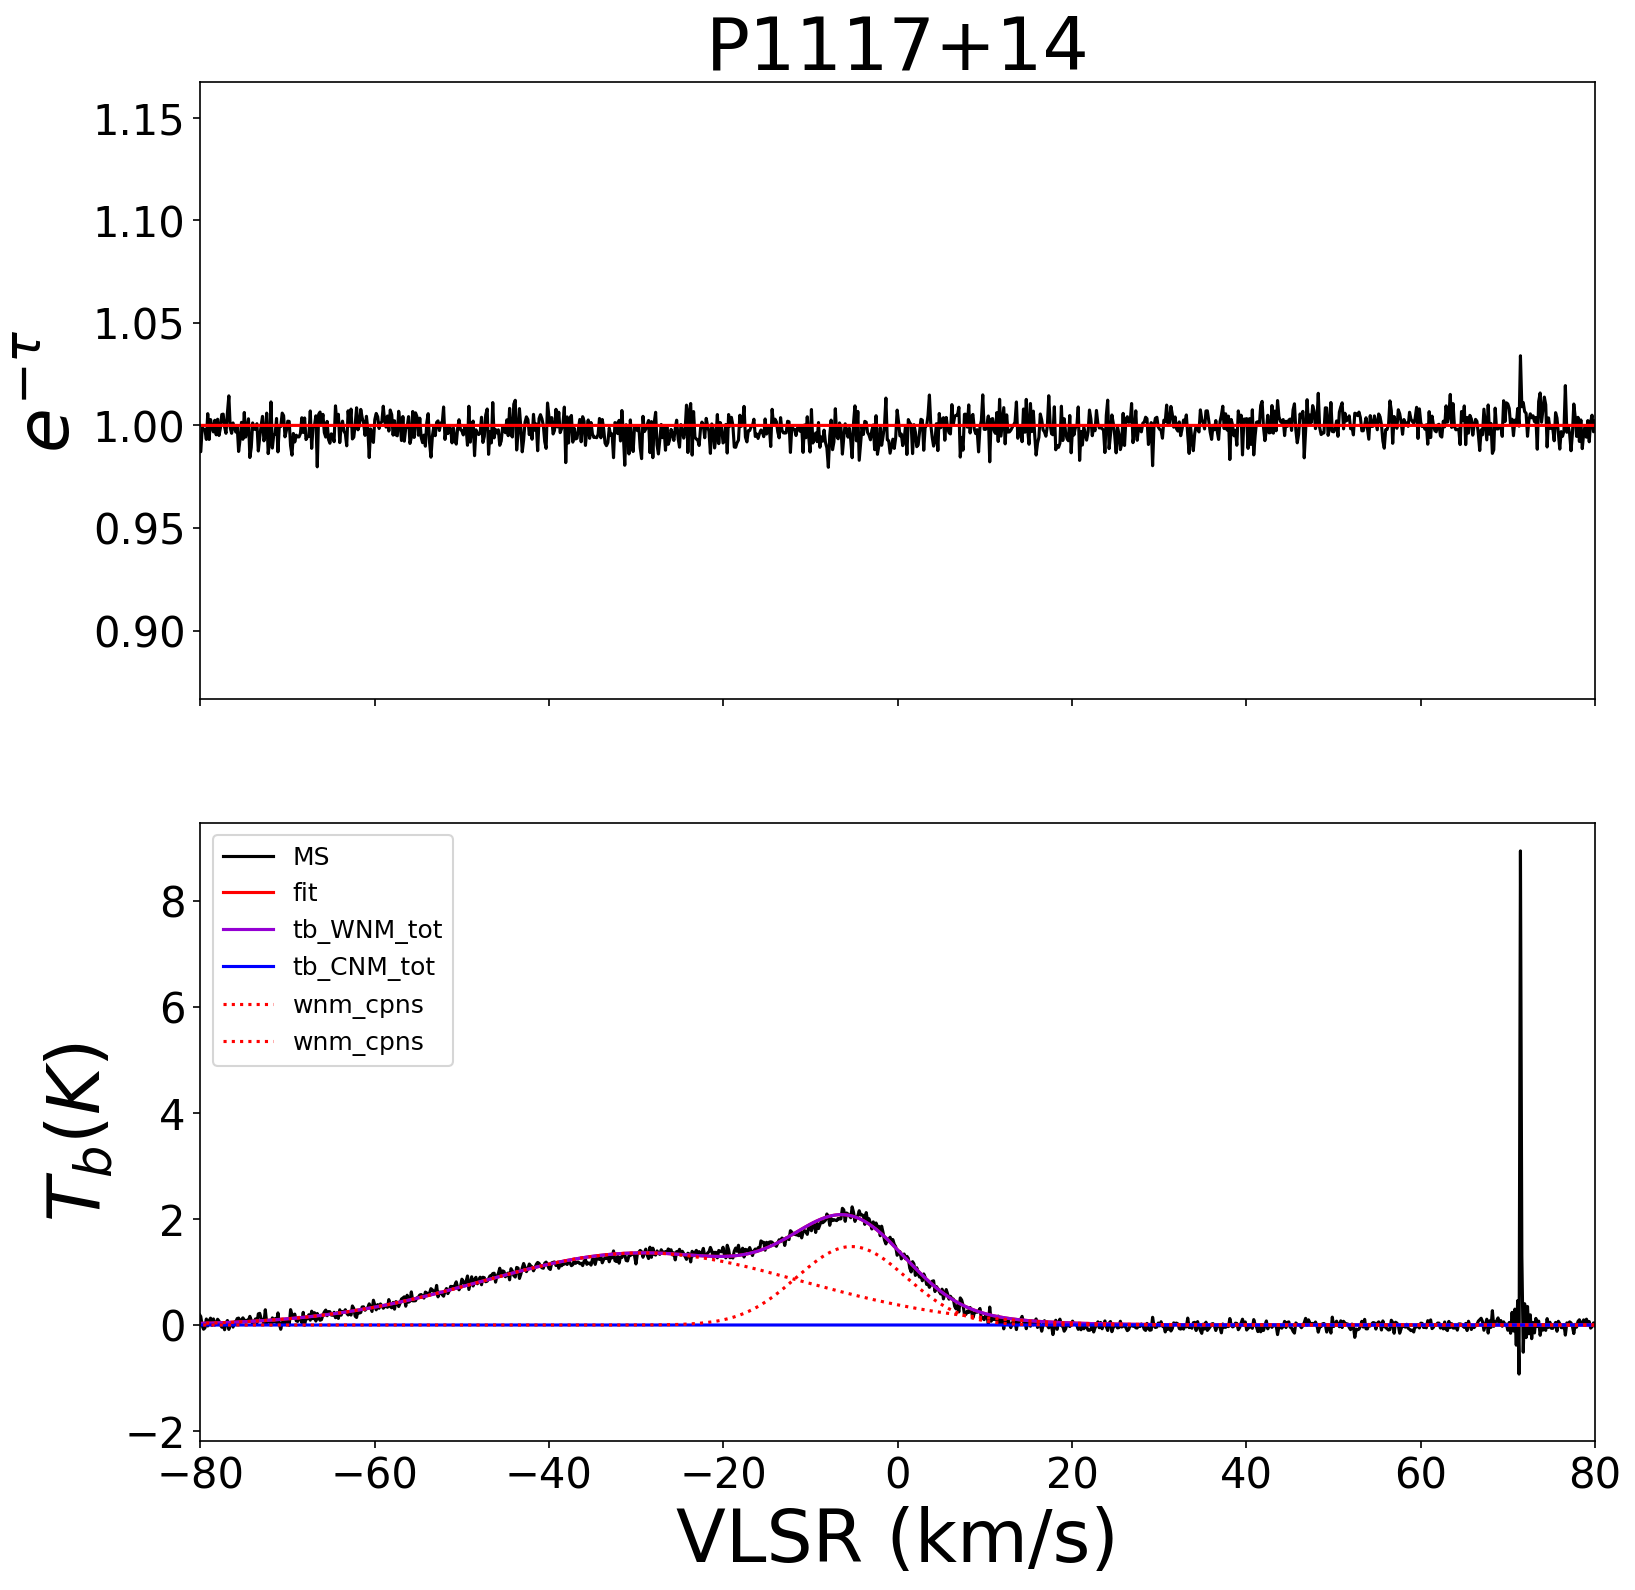 P1117+14
1.15
1.10
1.05
1.00
0.95
0.90
e^{−τ}
MS
fit
tb_WNM_tot
tb_CNM_tot
wnm_cpns
wnm_cpns
8
6
4
2
0
−2
T_b(K)
−80 −60 −40 −20 0 20 40 60 80
VLSR (km/s)